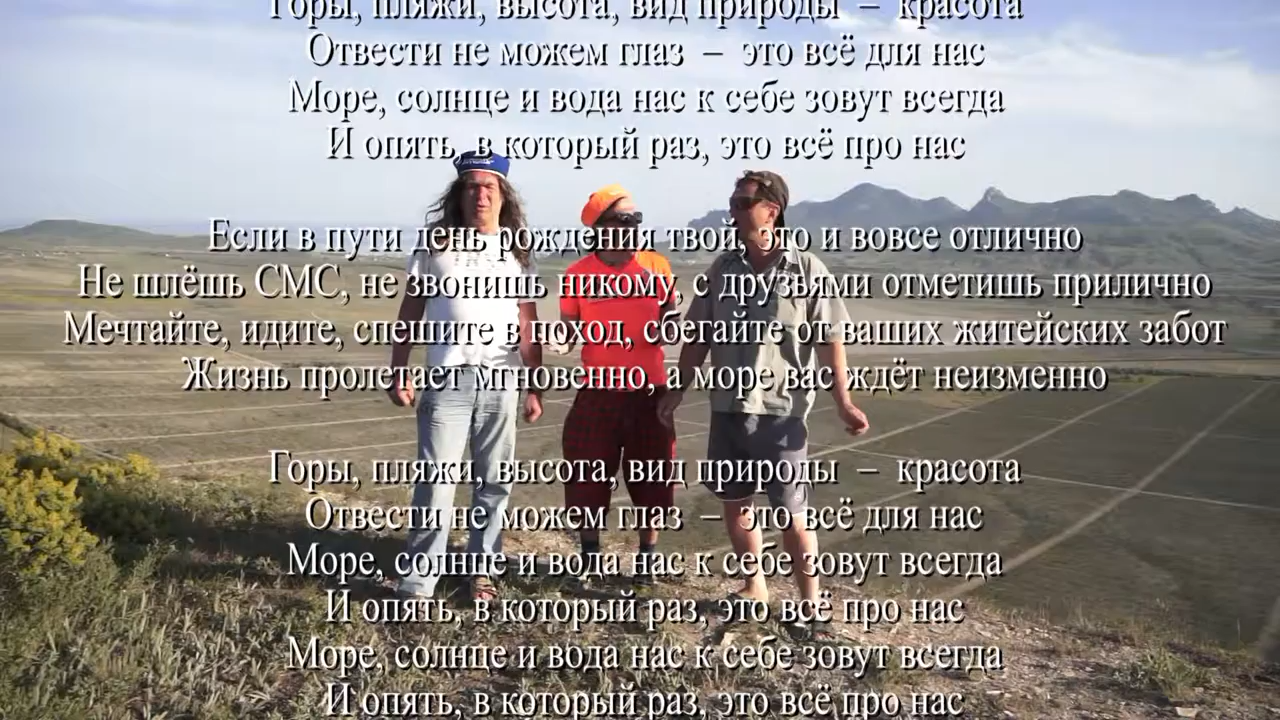 Горы, пляжи, высота, вид природы – красота
Отвести не можем глаз – это всё для нас
Море, солнце и вода нас к себе зовут всегда
И опять, в который раз, это всё про нас
Если в пути день рождения твой, это и вовсе отлично
Не шлёшь СМС, не звонишь никому, с друзьями отметишь прилично
Мечтайте, идите, спешите в поход, сбегайте от ваших житейских забот
Жизнь пролетает мгновенно, а море вас ждёт неизменно
Горы, пляжи, высота, вид природы – красота
Отвести не можем глаз – это всё для нас
Море, солнце и вода нас к себе зовут всегда
И опять, в который раз, это всё про нас
Море, солнце и вода нас к себе зовут всегда
И опять, в который раз, это всё про нас